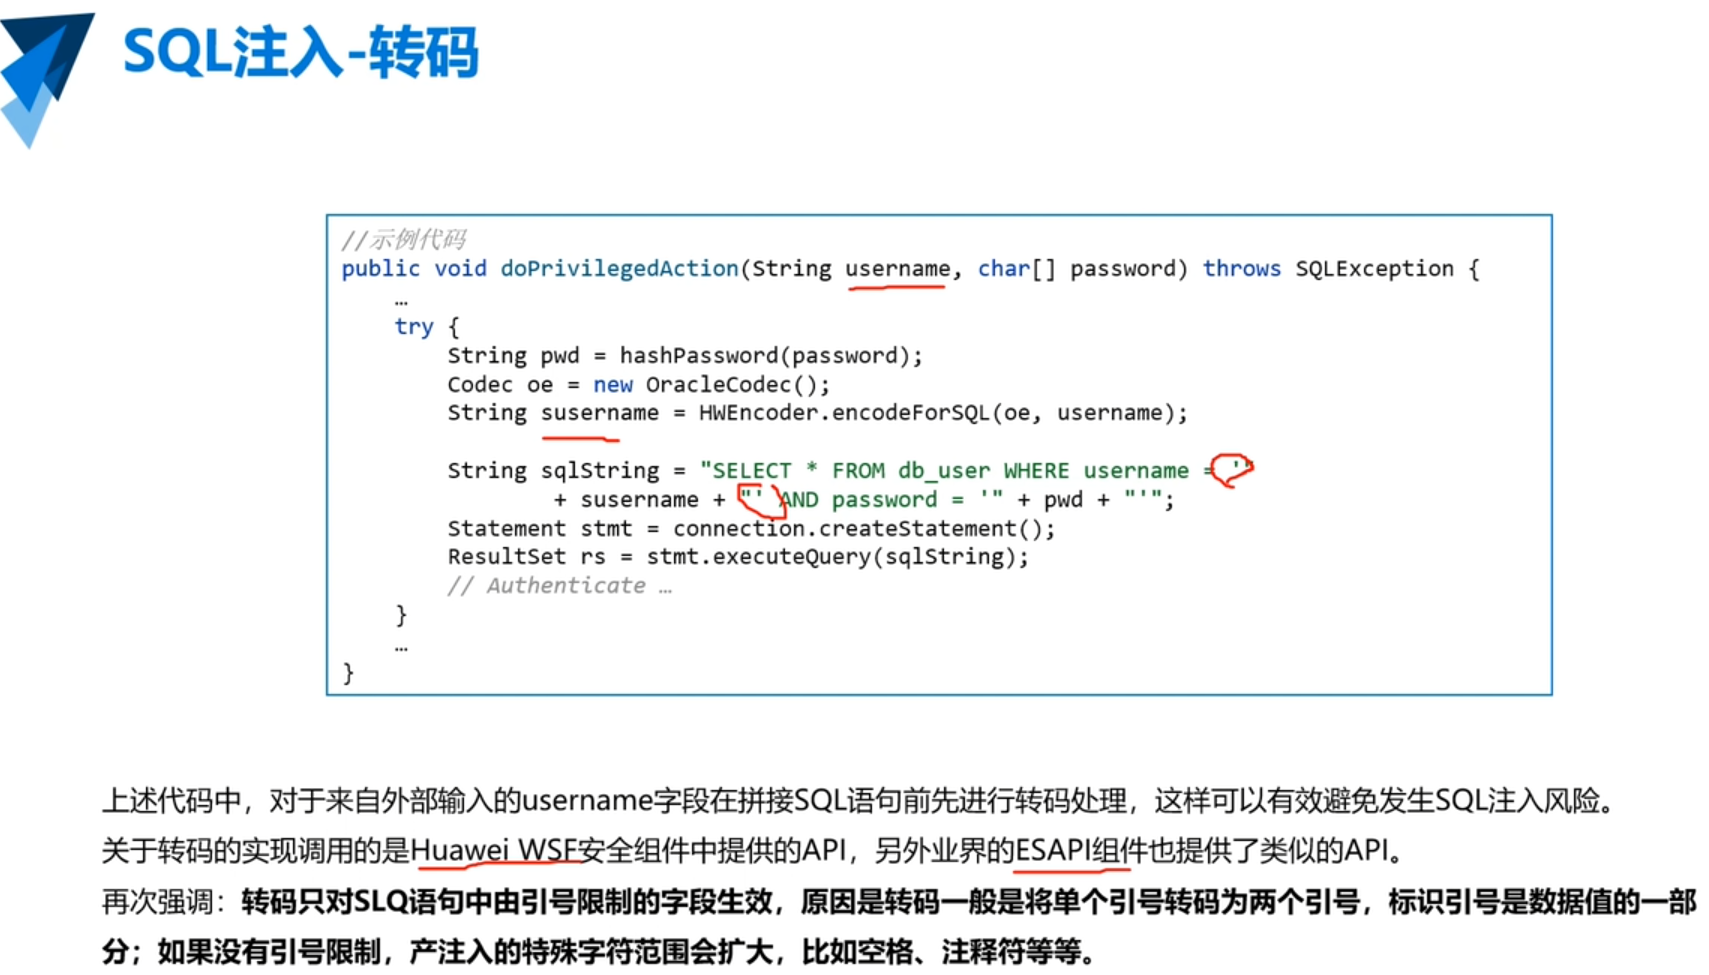 SQL注入-转码
//示例代码
public void doPrivilegedAction(String username, char[] password) throws SQLException {
…
try {
String pwd = hashPassword(password);
Codec oe = new OracleCodec();
String susername = HWEncoder.encodeForSQL(oe, username);
String sqlString = "SELECT * FROM db_user WHERE username = '"
+ susername + "' AND password = '" + pwd + "'";
Statement stmt = connection.createStatement();
ResultSet rs = stmt.executeQuery(sqlString);
// Authenticate …
}
…
}
上述代码中，对于来自外部输入的username字段在拼接SQL语句前先进行转码处理，这样可以有效避免发生SQL注入风险。
关于转码的实现调用的是Huawei WSF安全组件中提供的API，另外业界的ESAPI组件也提供了类似的API。
再次强调：转码只对SLQ语句中由引号限制的字段生效，原因是转码一般是将单个引号转码为两个引号，标识引号是数据值的一部
分；如果没有引号限制，产注入的特殊字符范围会扩大，比如空格、注释符等等。